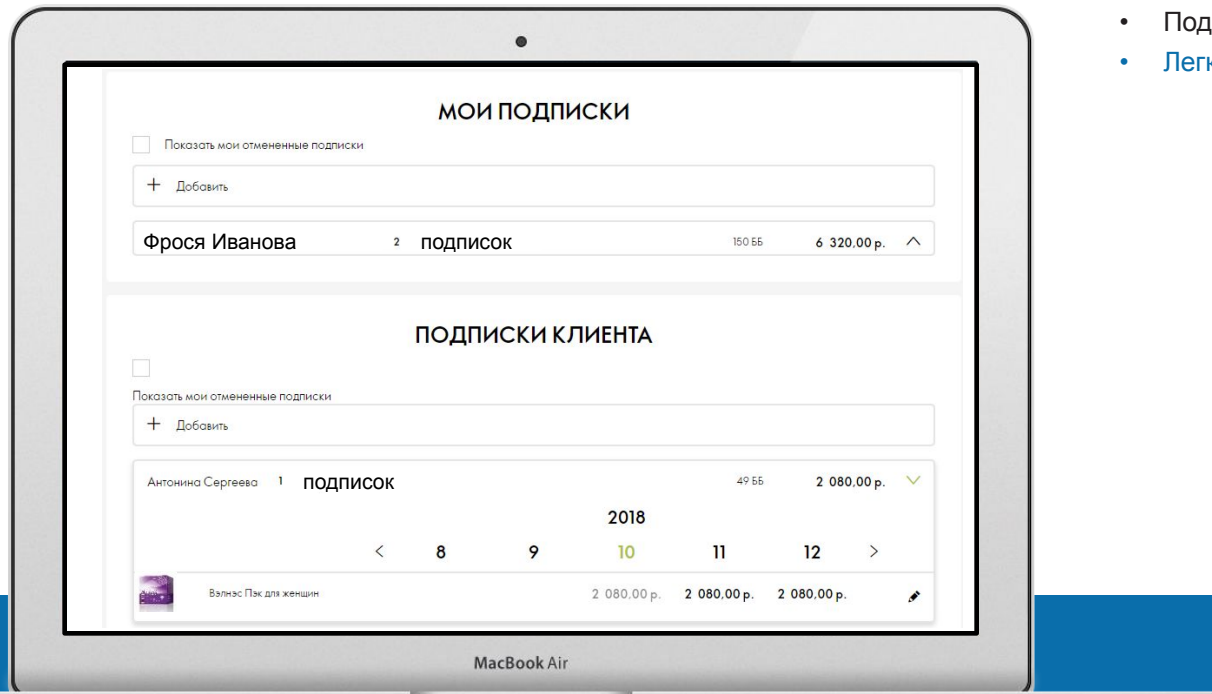 МОИ ПОДПИСКИ
Показать мои отмененные подписки
+ Добавить
Фрося Иванова 2 подписок 150 ББ 6 320,00 р.
ПОДПИСКИ КЛИЕНТА
Показать мои отмененные подписки
+ Добавить
Антонина Сергеева 1 подписок 49 ББ 2 080,00 р.
2018
< 8 9 10 11 12 >
Вэлнэс Пэк для женщин 2 080,00 р. 2 080,00 р. 2 080,00 р.
MacBook Air
• Под
• Легк